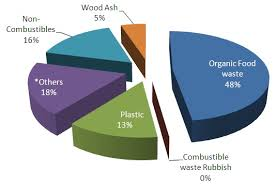 Wood Ash
5%
Non-
Combustibles
16%
Organic Food
waste
48%
*Others
18%
Plastic
13%
Combustible
waste Rubbish
0%